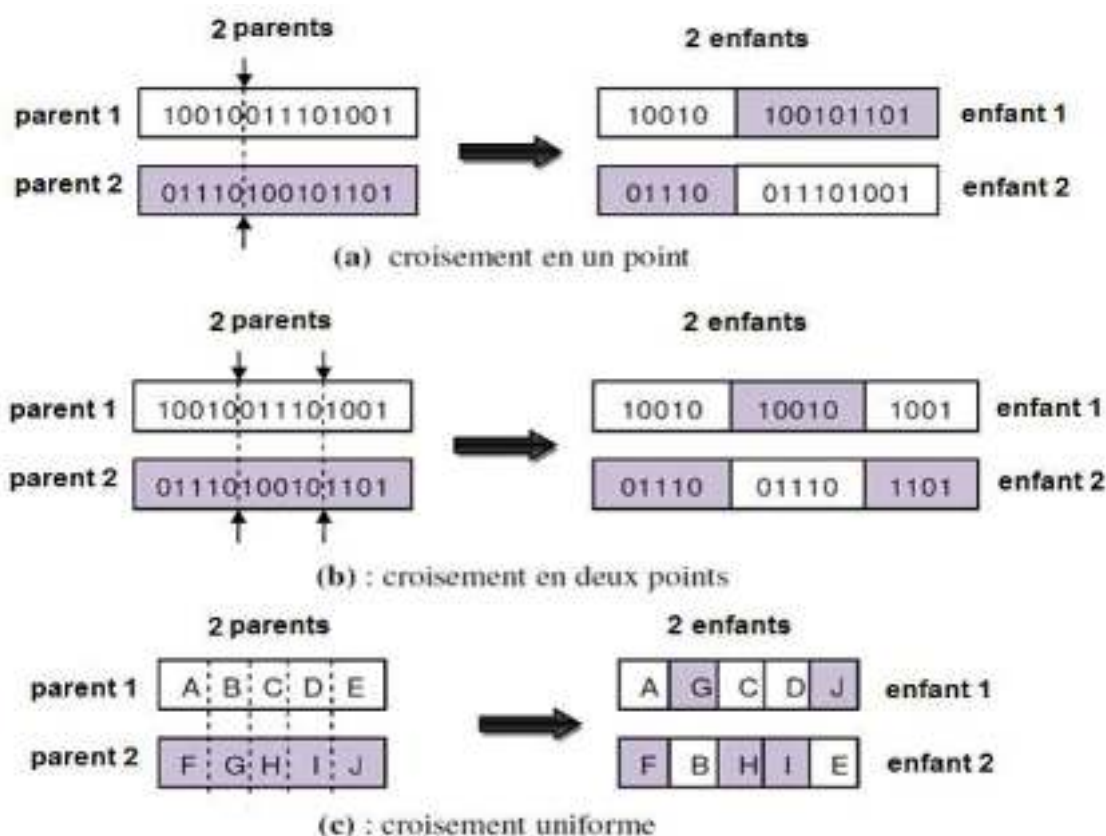 2 parents 2 enfants
parent 1 10010011101001 10010 100101101 enfant 1
parent 2 01110100101101 01110 011101001 enfant 2
(a) croisement en un point
2 parents 2 enfants
parent 1 10010011101001 10010 10010 1001 enfant 1
parent 2 01110100101101 01110 01110 1101 enfant 2
(b) : croisement en deux points
2 parents 2 enfants
parent 1 A B C D E A G C D J enfant 1
parent 2 F G H I J F B H I E enfant 2
(c) : croisement uniforme